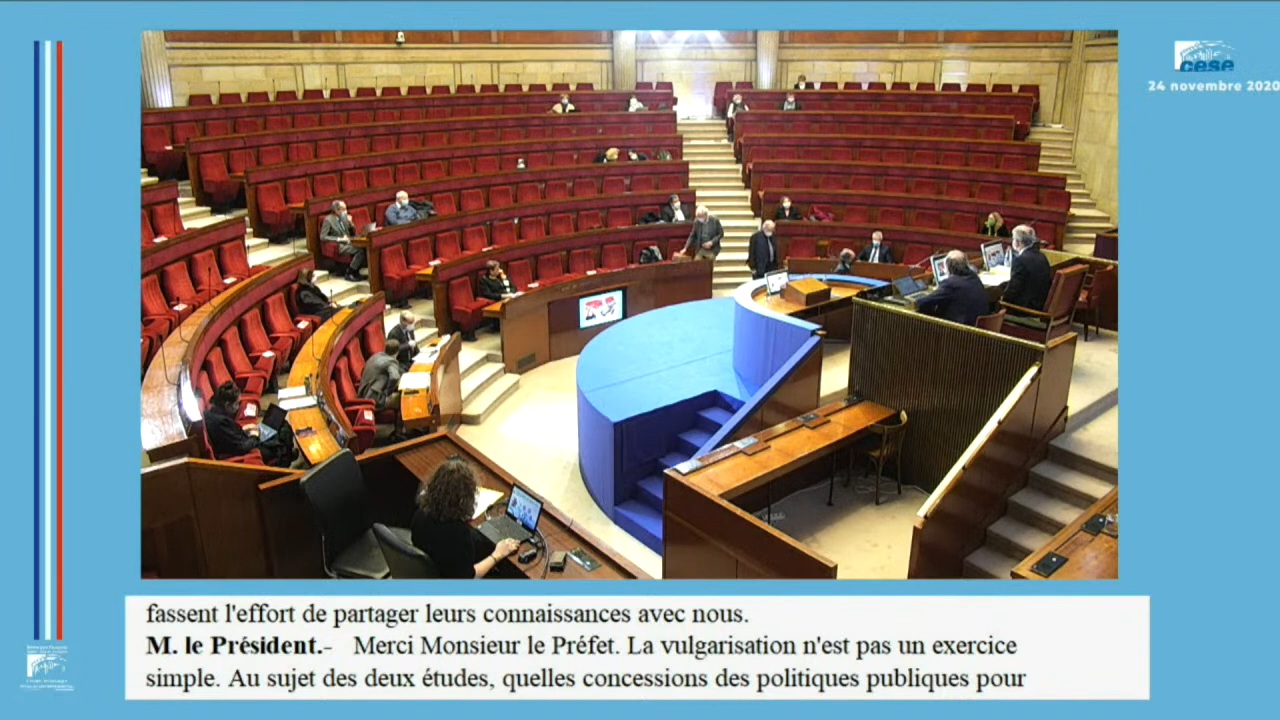 cese
24 novembre 2020
fassent l'effort de partager leurs connaissances avec nous.
M. le Président.- Merci Monsieur le Préfet. La vulgarisation n'est pas un exercice
simple. Au sujet des deux études, quelles concessions des politiques publiques pour